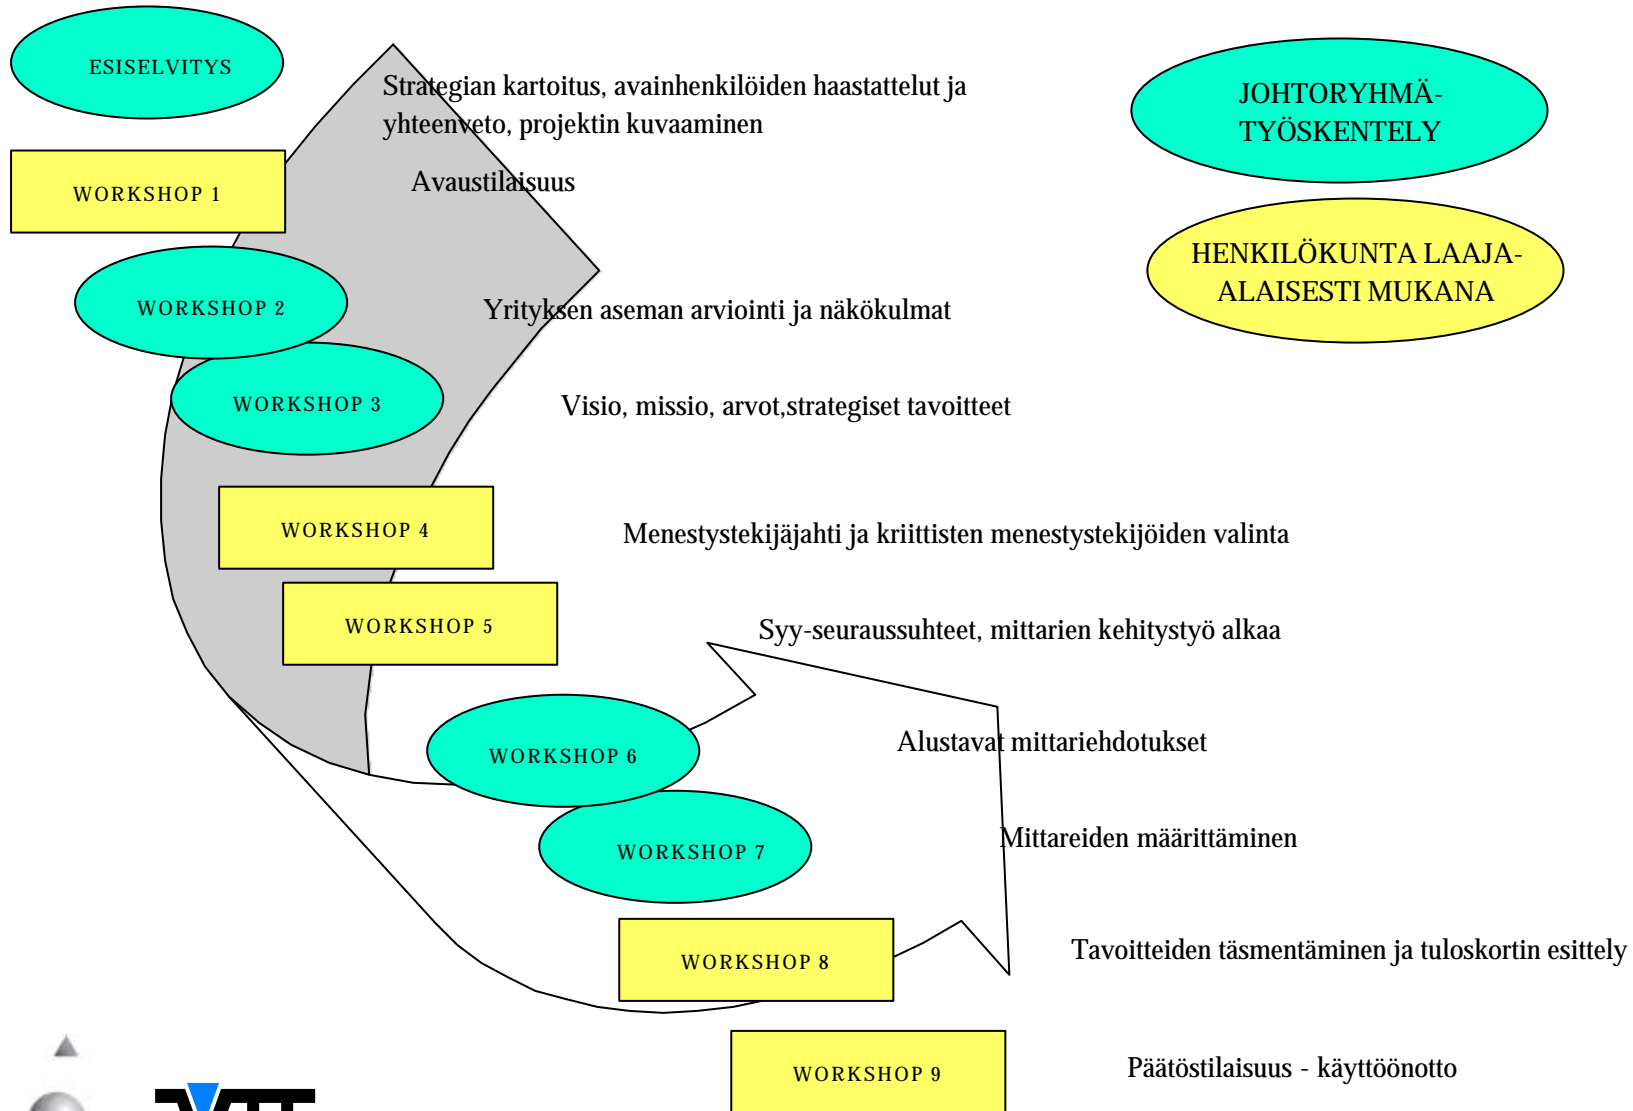 ESISELVITYS
Strategian kartoitus, avainhenkilöiden haastattelut ja
yhteenveto, projektin kuvaaminen
JOHTORYHMÄ-
TYÖSKENTELY
WORKSHOP 1
Avaustilaisuus
HENKILÖKUNTA LAAJA-
ALAISESTI MUKANA
WORKSHOP 2
Yrityksen aseman arviointi ja näkökulmat
WORKSHOP 3
Visio, missio, arvot,strategiset tavoitteet
WORKSHOP 4
Menestystekijäjahti ja kriittisten menestystekijöiden valinta
WORKSHOP 5
Syy-seuraussuhteet, mittarien kehitystyö alkaa
WORKSHOP 6
Alustavat mittariehdotukset
WORKSHOP 7
Mittareiden määrittäminen
WORKSHOP 8
Tavoitteiden täsmentäminen ja tuloskortin esittely
WORKSHOP 9
Päätöstilaisuus - käyttöönotto